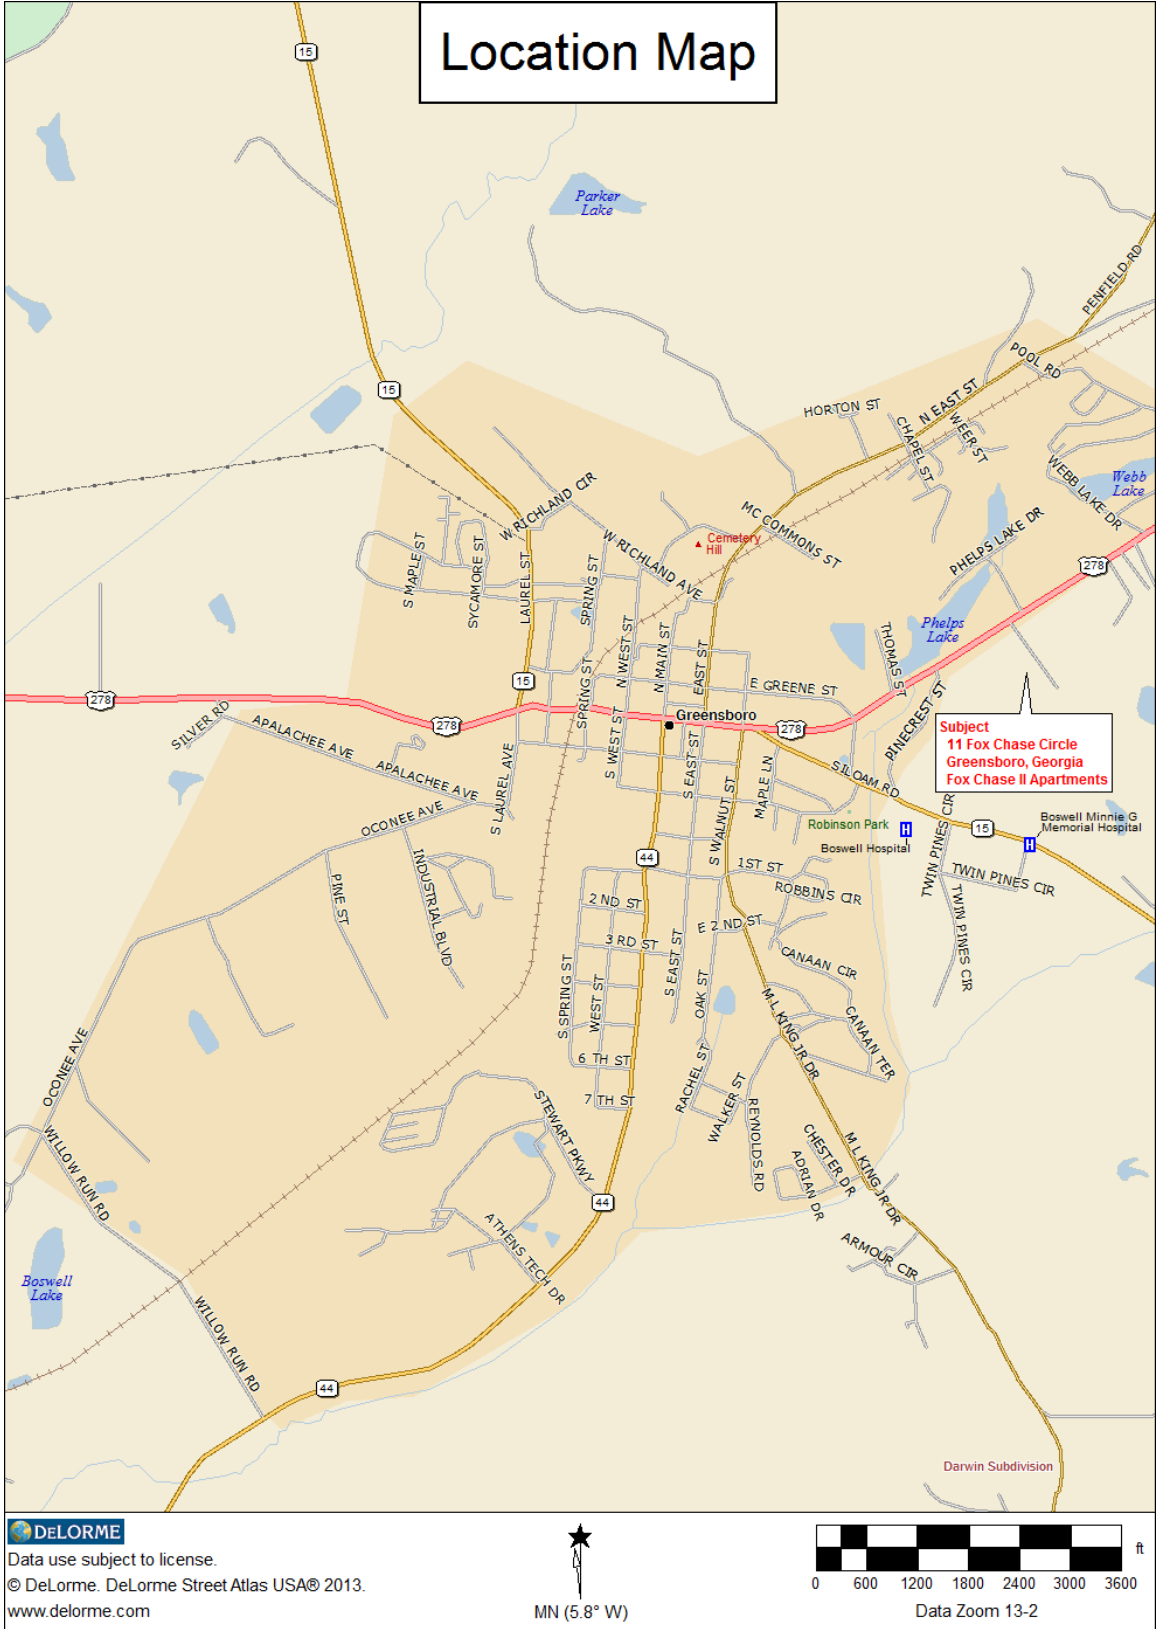 Location Map
15
Parker
Lake
PENFIELD RD
POOL RD
15
N EAST ST
HORTON ST
CHAPEL ST
WEER ST
WEBB LAKE DR
Webb
Lake
W RICHLAND CIR
MC COMMONS ST
Cemetery
Hill
W RICHLAND AVE
PHELPS LAKE DR
278
S MAPLE ST
SYCAMORE ST
LAUREL ST
SPRING ST
N WEST ST
N MAIN ST
EAST ST
THOMAS ST
Phelps
Lake
15
SPRING ST
E GREENE ST
278
SILVER RD
278
Greensboro
278
PINECREST ST
Subject
11 Fox Chase Circle
Greensboro, Georgia
Fox Chase II Apartments
APALACHEE AVE
APALACHEE AVE
S LAUREL AVE
S WEST ST
S EAST ST
MAPLE LN
SILOAM RD
OCONEE AVE
S WALNUT ST
Robinson Park
H
Boswell Hospital
TWIN PINES CIR
15
Boswell Minnie G
Memorial Hospital
H
44
INDUSTRIAL BLVD
PINE ST
1ST ST
ROBBINS CIR
TWIN PINES CIR
TWIN PINES CIR
2 ND ST
E 2 ND ST
3 RD ST
S EAST ST
CANAAN CIR
S SPRING ST
WEST ST
OAK ST
M L KING JR DR
CANAAN TER
OCONEE AVE
6 TH ST
RACHEL ST
7 TH ST
STEWART PKWY
WALKER ST
REYNOLDS RD
WILLOW RUN RD
CHESTER DR
ADRIAN DR
M L KING JR DR
44
ATHENS TECH DR
ARMOUR CIR
Boswell
Lake
WILLOW RUN RD
44
Darwin Subdivision
DELORME
Data use subject to license.
© DeLorme. DeLorme Street Atlas USA® 2013.
www.delorme.com
MN (5.8° W)
ft
0 600 1200 1800 2400 3000 3600
Data Zoom 13-2